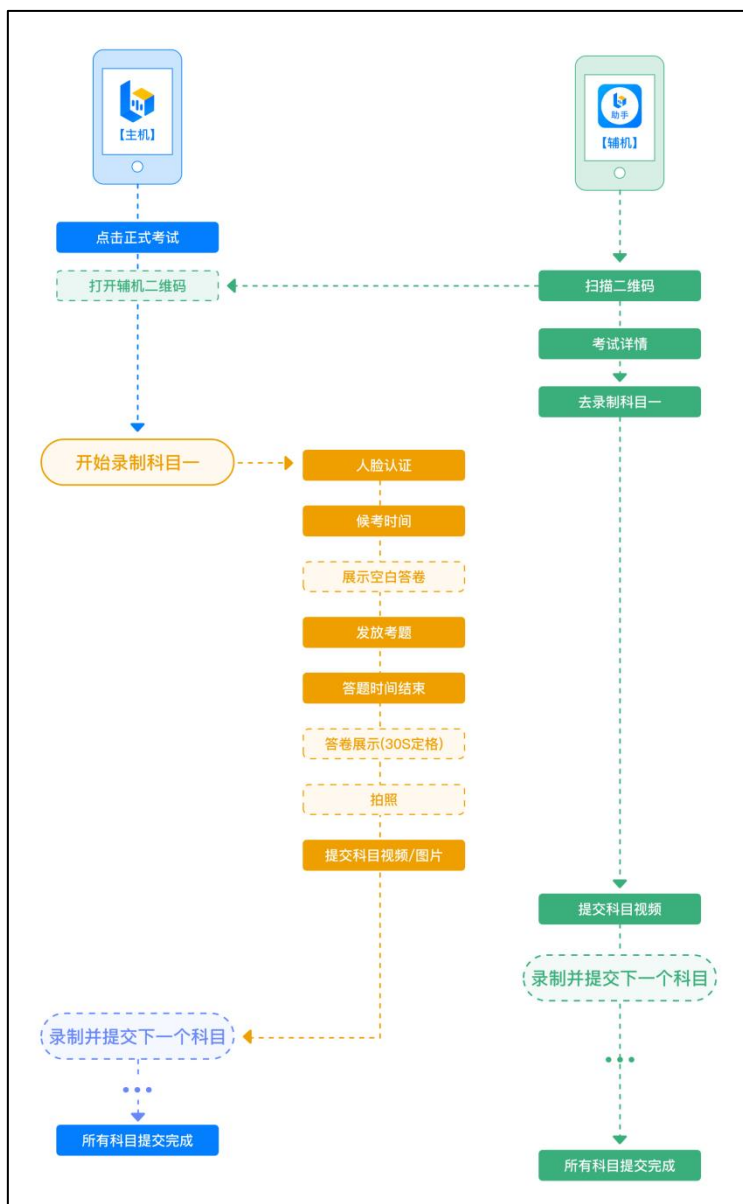 【主机】
助手
【辅机】
点击正式考试
打开辅机二维码
扫描二维码
考试详情
去录制科目一
开始录制科目一
人脸认证
候考时间
展示空白答卷
发放考题
答题时间结束
答卷展示(30S定格)
拍照
提交科目视频/图片
提交科目视频
录制并提交下一个科目
录制并提交下一个科目
所有科目提交完成
所有科目提交完成